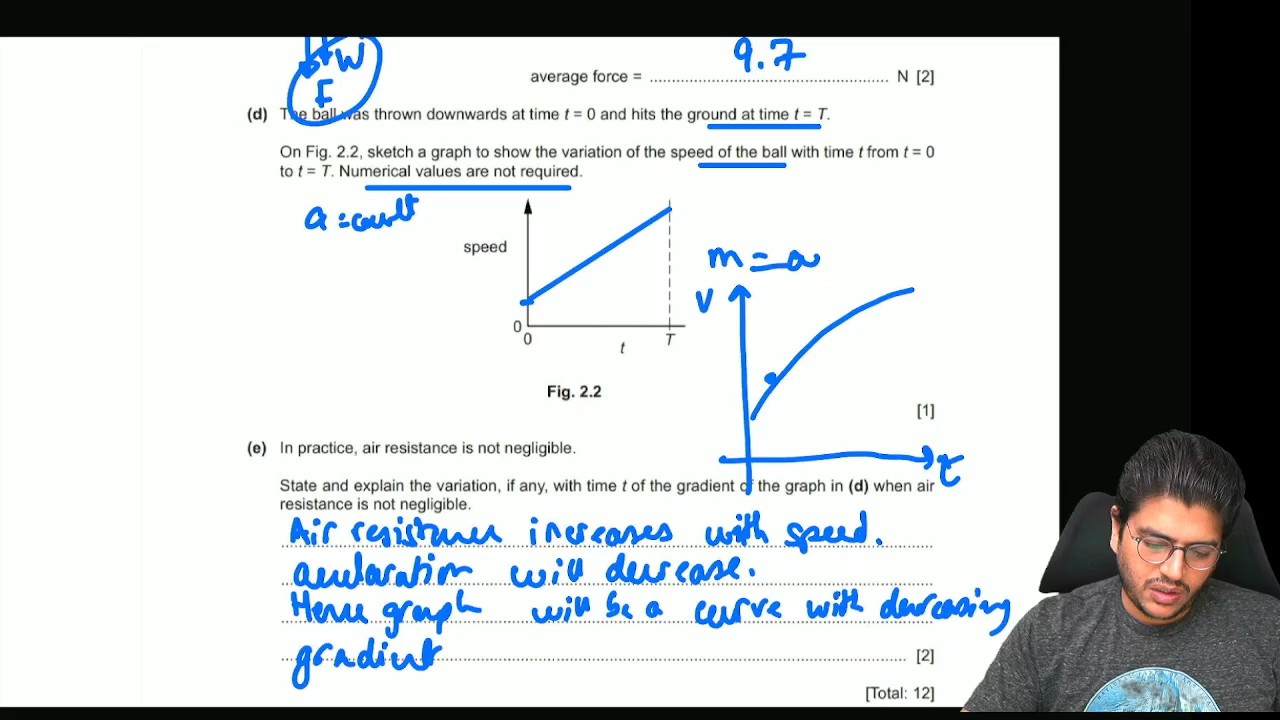 W
F
9.7
average force = ........ N [2]
(d) The ball was thrown downwards at time t = 0 and hits the ground at time t = T.
On Fig. 2.2, sketch a graph to show the variation of the speed of the ball with time t from t = 0
to t = T. Numerical values are not required.
a = const
speed
0
0
t
T
m = a
V
t
Fig. 2.2
[1]
(e) In practice, air resistance is not negligible.
State and explain the variation, if any, with time t of the gradient of the graph in (d) when air
resistance is not negligible.
Air resistance increases with speed.
acceleration will decrease.
Hence graph will be a curve with decreasing
gradient
[2]
[Total: 12]